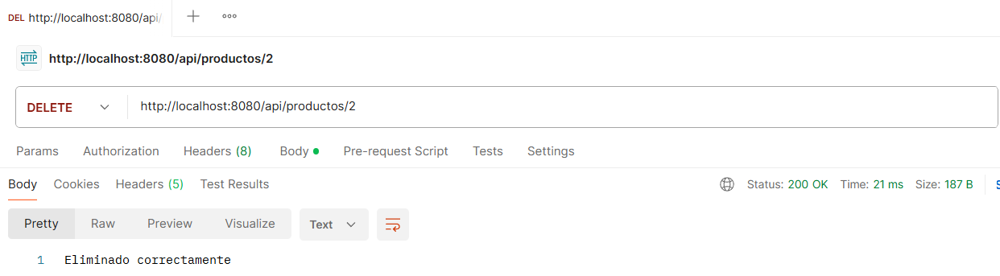 DEL http://localhost:8080/api/
HTTP http://localhost:8080/api/productos/2
DELETE http://localhost:8080/api/productos/2
Params Authorization Headers (8) Body Pre-request Script Tests Settings
Body Cookies Headers (5) Test Results Status: 200 OK Time: 21 ms Size: 187 B
Pretty Raw Preview Visualize Text
1 Eliminado correctamente